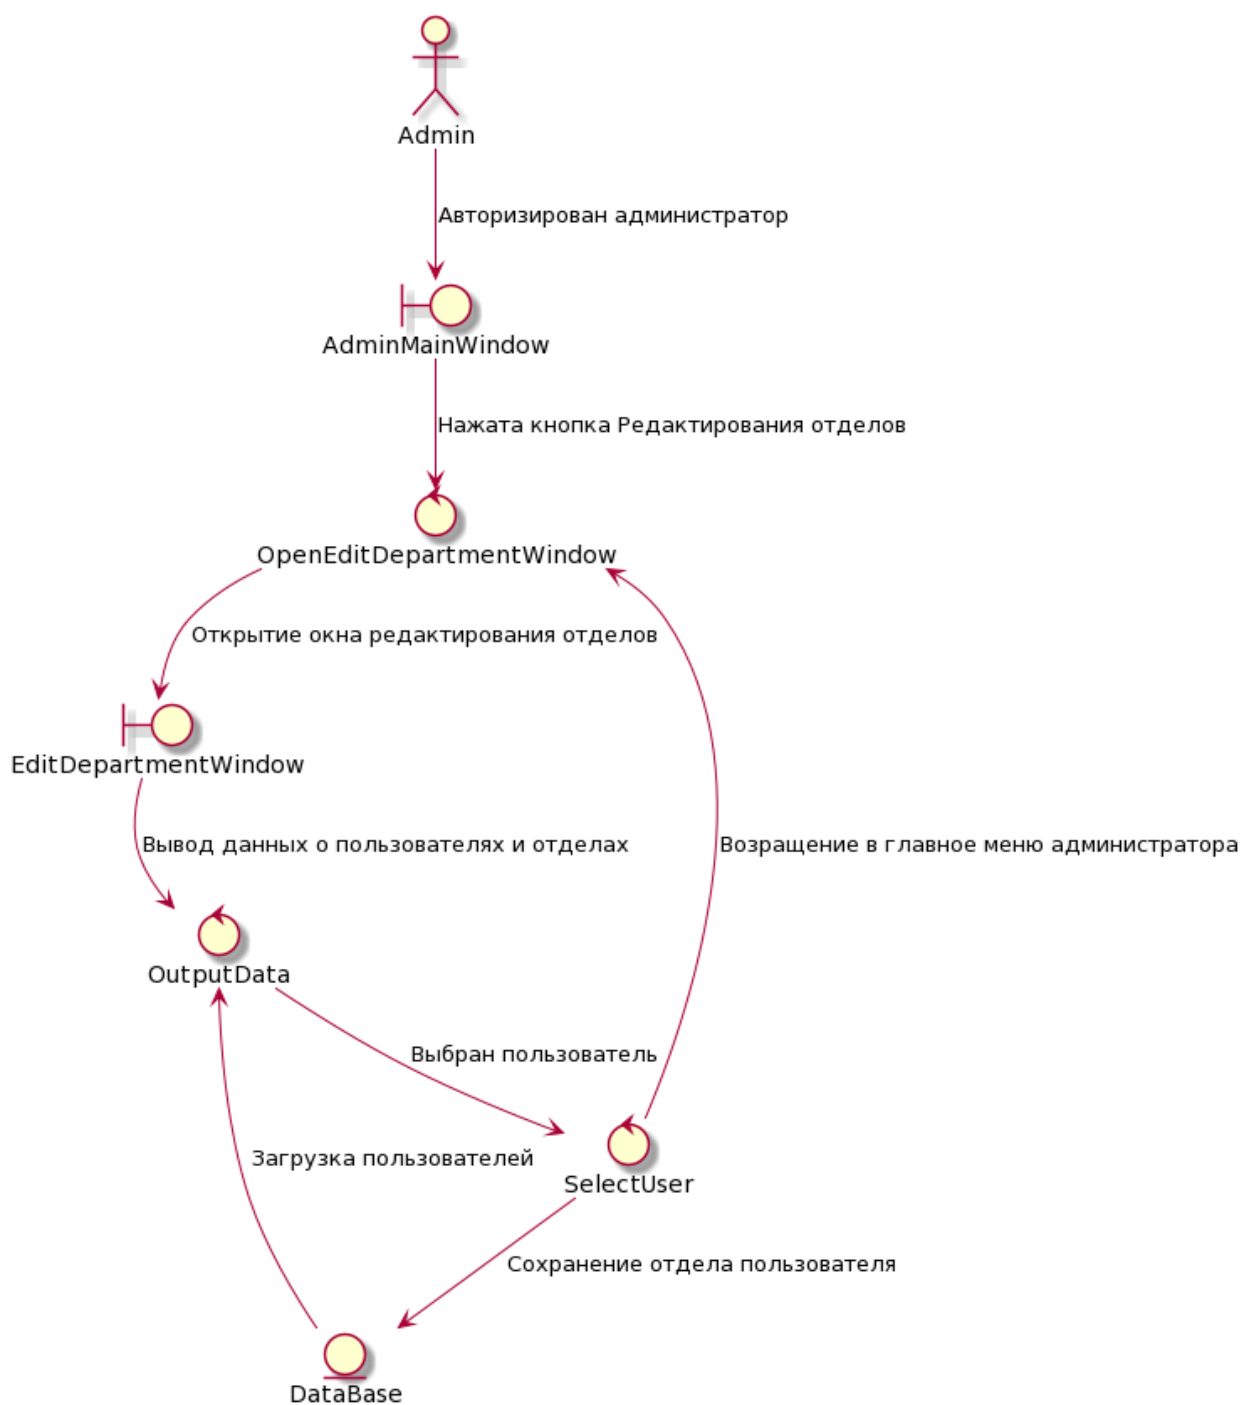 Admin
Авторизирован администратор
AdminMainWindow
Нажата кнопка Редактирования отделов
OpenEditDepartmentWindow
Открытие окна редактирования отделов
EditDepartmentWindow
Вывод данных о пользователях и отделах
Возращение в главное меню администратора
OutputData
Выбран пользователь
Загрузка пользователей
SelectUser
Сохранение отдела пользователя
DataBase